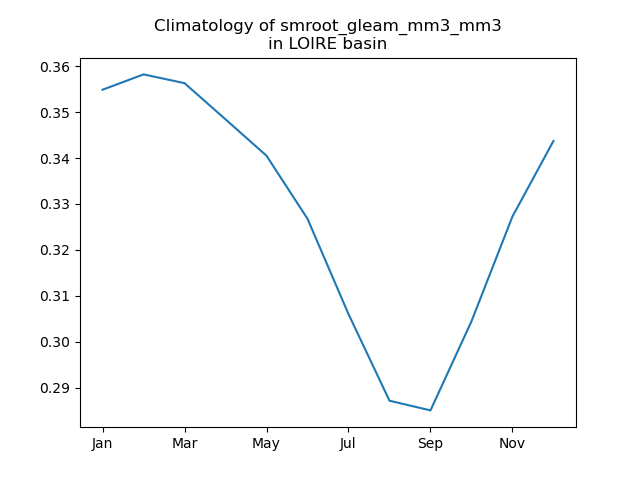 Climatology of smroot_gleam_mm3_mm3
in LOIRE basin
0.36
0.35
0.34
0.33
0.32
0.31
0.30
0.29
Jan Mar May Jul Sep Nov